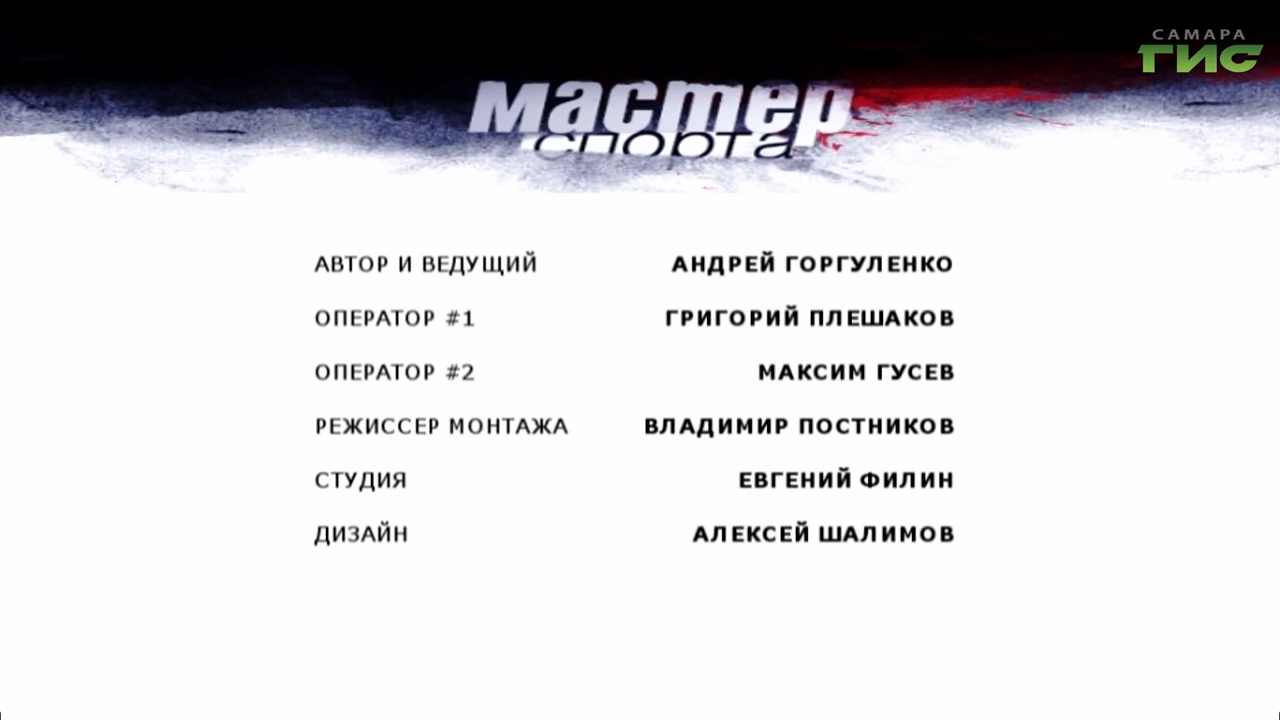 САМАРА
ГИС
мастер
спорта
АВТОР И ВЕДУЩИЙ АНДРЕЙ ГОРГУЛЕНКО
ОПЕРАТОР #1 ГРИГОРИЙ ПЛЕШАКОВ
ОПЕРАТОР #2 МАКСИМ ГУСЕВ
РЕЖИССЕР МОНТАЖА ВЛАДИМИР ПОСТНИКОВ
СТУДИЯ ЕВГЕНИЙ ФИЛИН
ДИЗАЙН АЛЕКСЕЙ ШАЛИМОВ